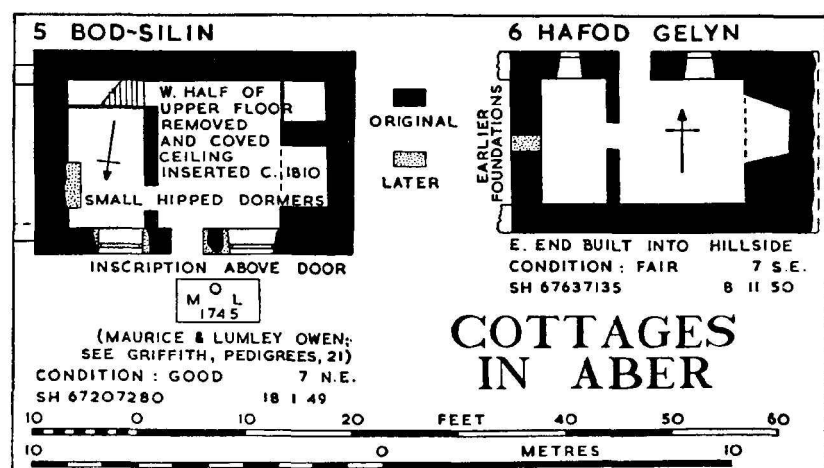 5 BOD-SILIN
W. HALF OF
UPPER FLOOR
REMOVED
AND COVED
CEILING
INSERTED C. 1810
SMALL HIPPED DORMERS
INSCRIPTION ABOVE DOOR
O
M L
1745
(MAURICE & LUMLEY OWEN;
SEE GRIFFITH, PEDIGREES, 21)
CONDITION : GOOD 7 N.E.
SH 67207280 18 1 49
ORIGINAL
LATER
6 HAFOD GELYN
EARLIER
FOUNDATIONS
E. END BUILT INTO HILLSIDE
CONDITION : FAIR 7 S.E.
SH 67637135 8 11 50
COTTAGES
IN ABER
10 0 10 20 FEET 40 50 60
10 0 METRES 10